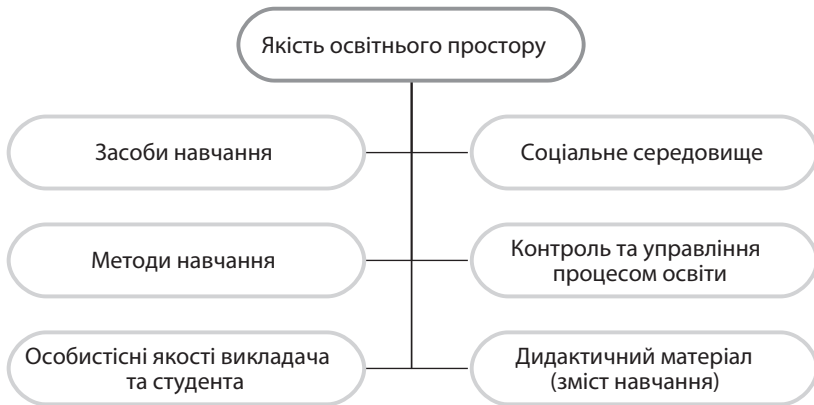 Якість освітнього простору
Засоби навчання
Соціальне середовище
Методи навчання
Контроль та управління
процесом освіти
Особистісні якості викладача
та студента
Дидактичний матеріал
(зміст навчання)